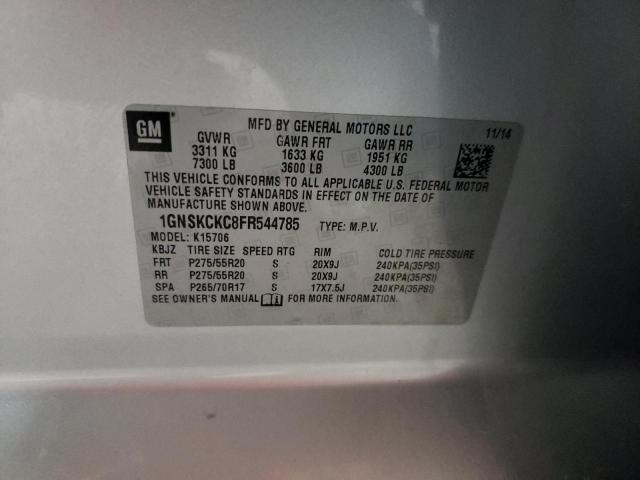 GM
MFD BY GENERAL MOTORS LLC 11/14
GVWR GAWR FRT GAWR RR
3311 KG 1633 KG 1951 KG
7300 LB 3600 LB 4300 LB
THIS VEHICLE CONFORMS TO ALL APPLICABLE U.S. FEDERAL MOTOR
VEHICLE SAFETY STANDARDS IN EFFECT ON THE DATE OF
MANUFACTURE SHOWN ABOVE.
1GNSKCKC8FR544785 TYPE: M.P.V.
MODEL: K15706
KBJZ TIRE SIZE SPEED RTG RIM COLD TIRE PRESSURE
FRT P275/55R20 S 20X9J 240KPA(35PSI)
RR P275/55R20 S 20X9J 240KPA(35PSI)
SPA P265/70R17 S 17X7.5J 240KPA(35PSI)
SEE OWNER'S MANUAL FOR MORE INFORMATION.